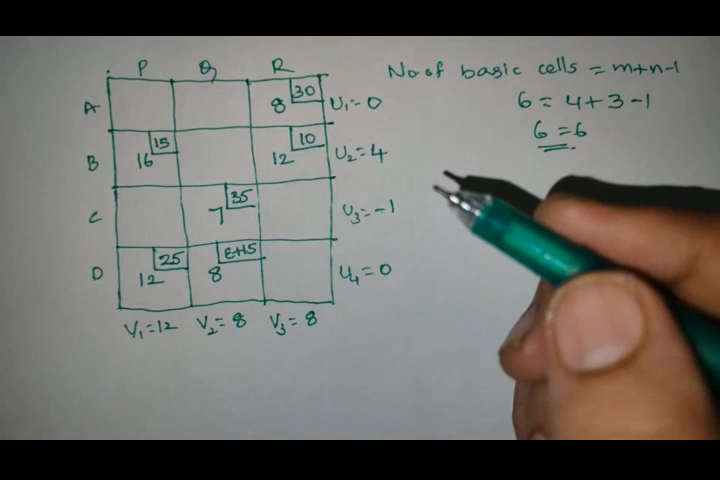 P Q R
No of basic cells = m+n-1
A 8 30 U1=0
6 = 4+3-1
6 = 6
B 16 15 12 10 U2=4
C 7 35 U3=-1
D 12 25 8 U4=0
V1=12 V2=8 V3=8